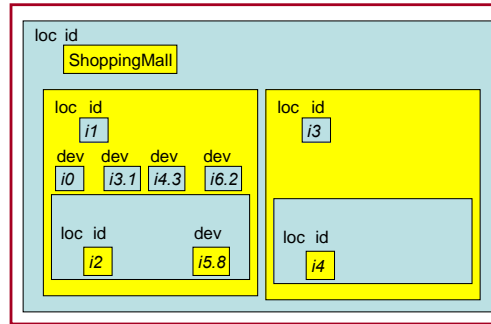 loc id
ShoppingMall
loc id
i1
dev dev dev dev
i0 i3.1 i4.3 i6.2
loc id dev
i2 i5.8
loc id
i3
loc id
i4